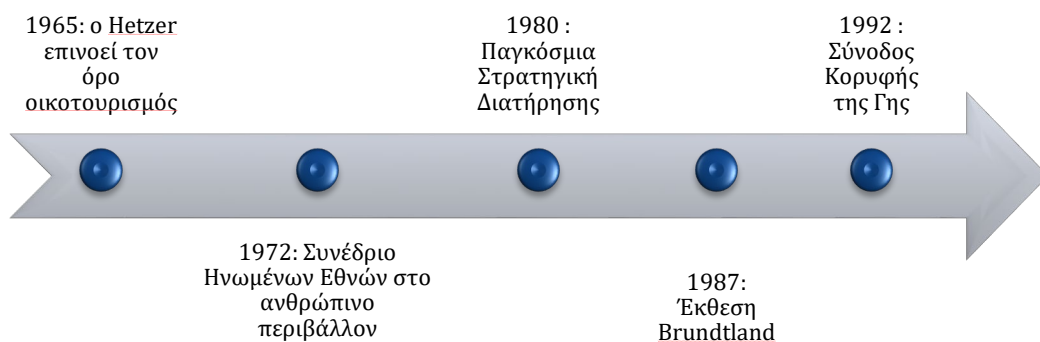 1965: ο Hetzer
επινοεί τον
όρο
οικοτουρισμός
1972: Συνέδριο
Ηνωμένων Εθνών στο
ανθρώπινο
περιβάλλον
1980 :
Παγκόσμια
Στρατηγική
Διατήρησης
1987:
Έκθεση
Brundtland
1992 :
Σύνοδος
Κορυφής
της Γης